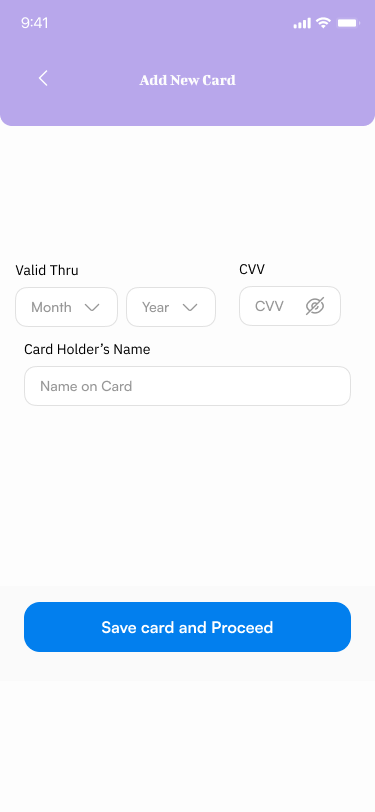 9:41
Add New Card
Valid Thru
CVV
Month
Year
CVV
Card Holder’s Name
Name on Card
Save card and Proceed